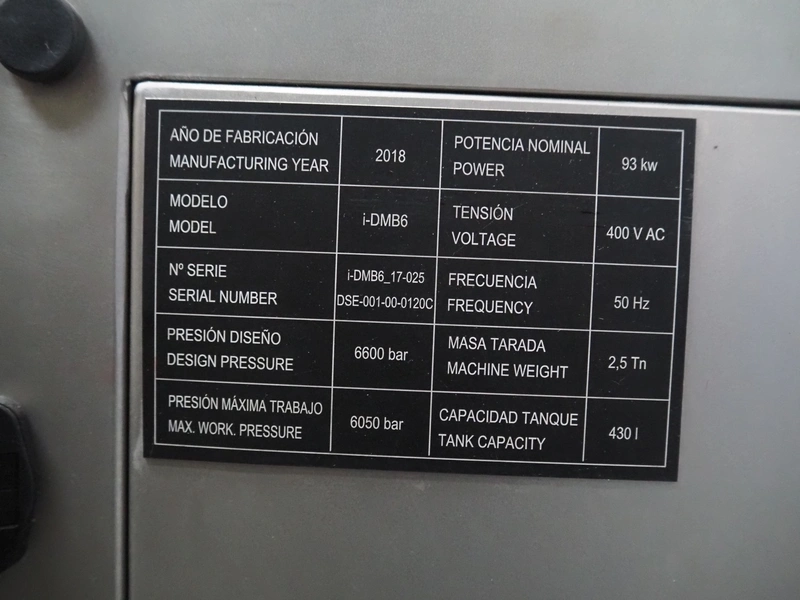 AÑO DE FABRICACIÓN
MANUFACTURING YEAR
2018
POTENCIA NOMINAL
POWER
93 kw
MODELO
MODEL
i-DMB6
TENSIÓN
VOLTAGE
400 V AC
Nº SERIE
SERIAL NUMBER
i-DMB6_17-025
DSE-001-00-0120C
FRECUENCIA
FREQUENCY
50 Hz
PRESIÓN DISEÑO
DESIGN PRESSURE
6600 bar
MASA TARADA
MACHINE WEIGHT
2,5 Tn
PRESIÓN MÁXIMA TRABAJO
MAX. WORK. PRESSURE
6050 bar
CAPACIDAD TANQUE
TANK CAPACITY
430 l